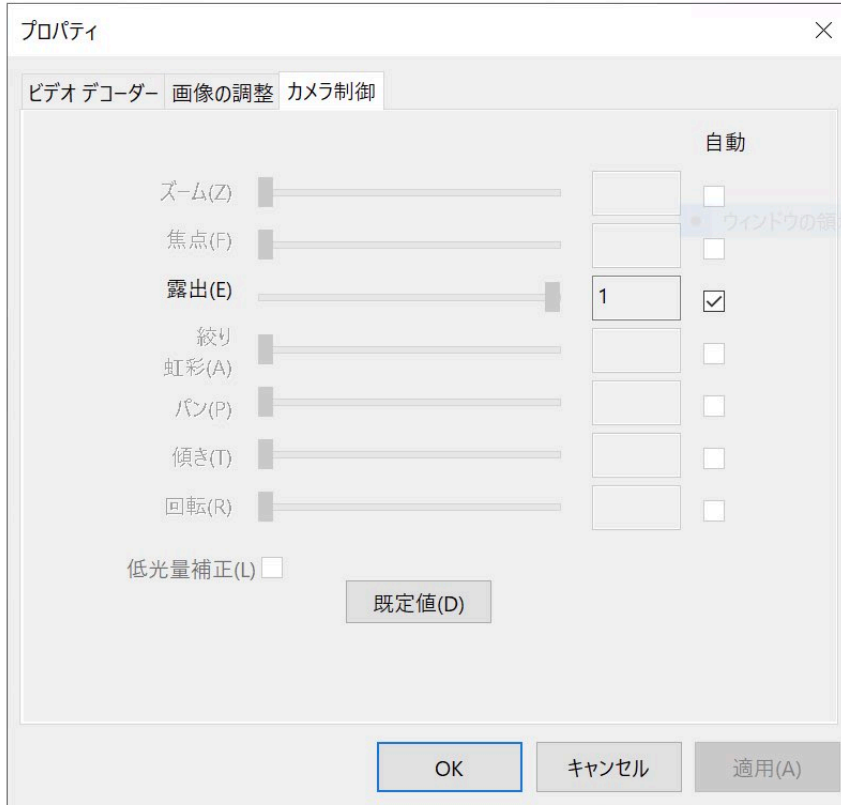 プロパティ
ビデオ デコーダー 画像の調整 カメラ制御
自動
ズーム(Z)
ウィンドウの領
焦点(F)
露出(E) 1
絞り
虹彩(A)
パン(P)
傾き(T)
回転(R)
低光量補正(L)
既定値(D)
OK キャンセル 適用(A)